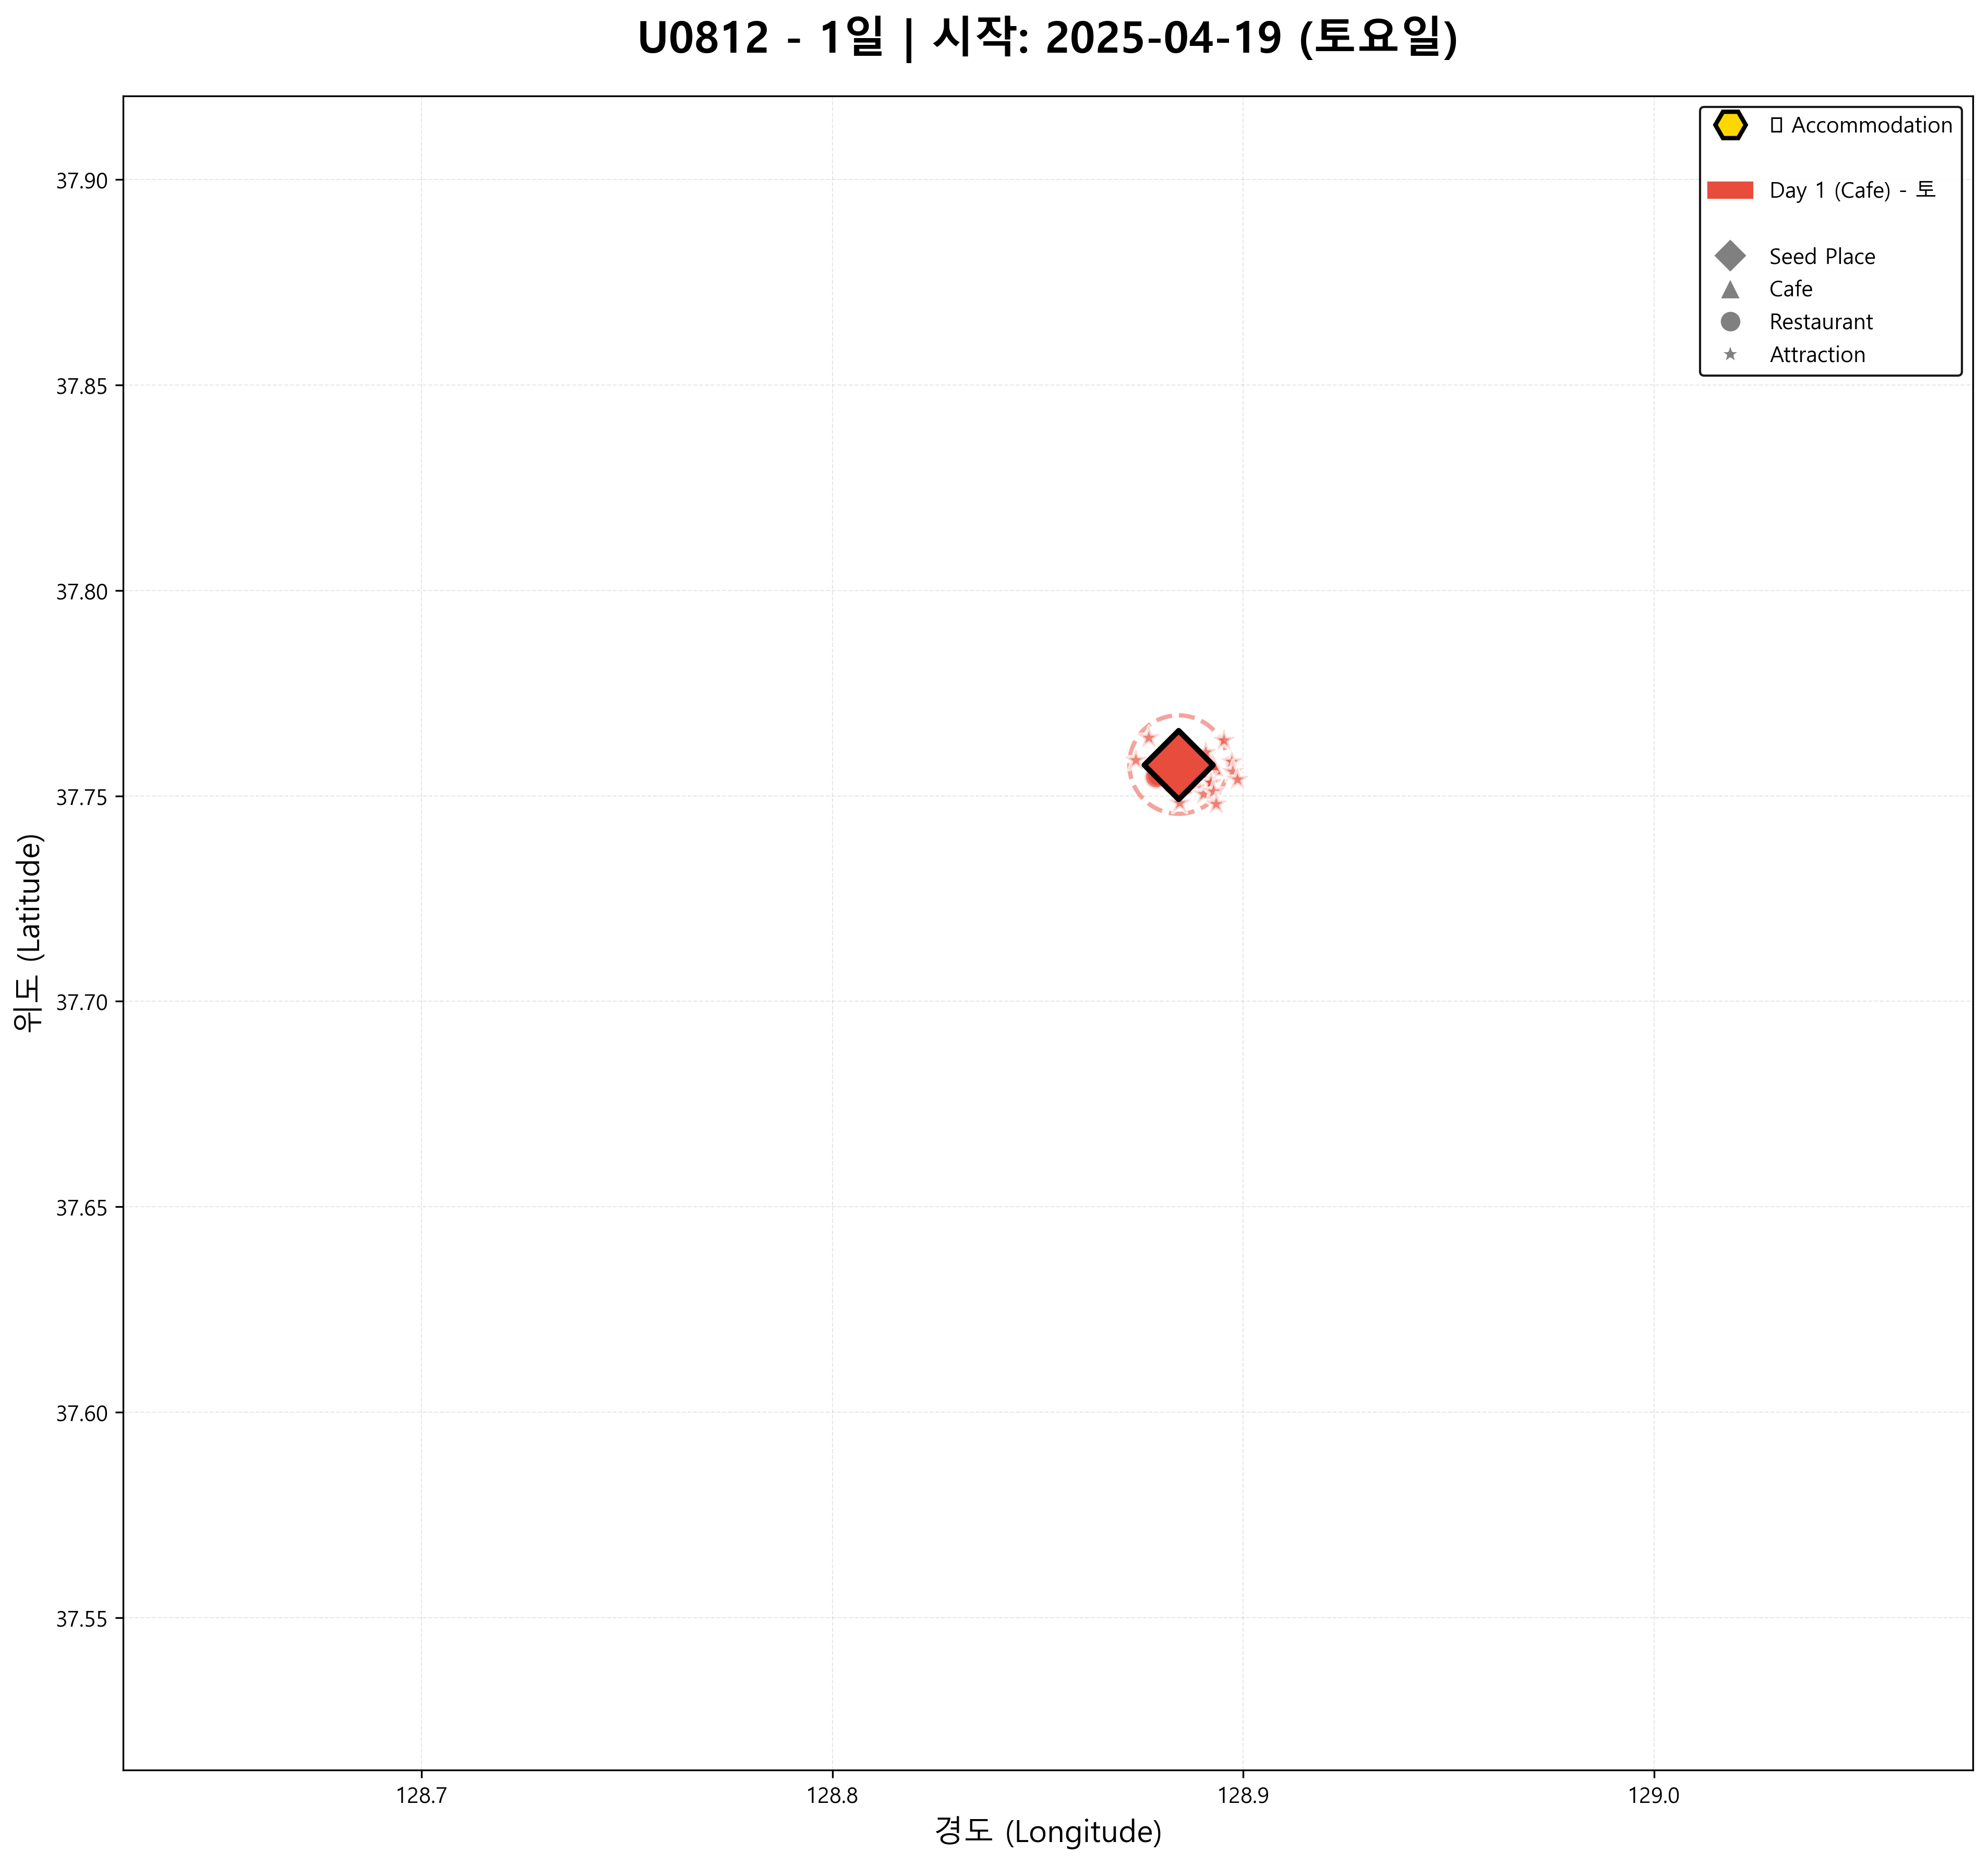 U0812 - 1일 | 시작: 2025-04-19 (토요일)
Accommodation
Day 1 (Cafe) - 토
Seed Place
Cafe
Restaurant
Attraction
37.90
37.85
37.80
37.75
37.70
37.65
37.60
37.55
위도 (Latitude)
128.7
128.8
128.9
129.0
경도 (Longitude)